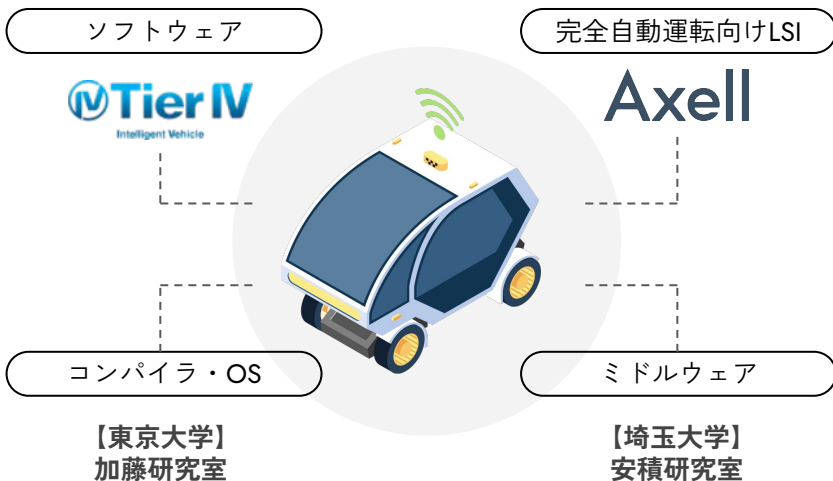 ソフトウェア
完全自動運転向けLSI
IV Tier IV
Intelligent Vehicle
Axell
コンパイラ・OS
ミドルウェア
【東京大学】
加藤研究室
【埼玉大学】
安積研究室